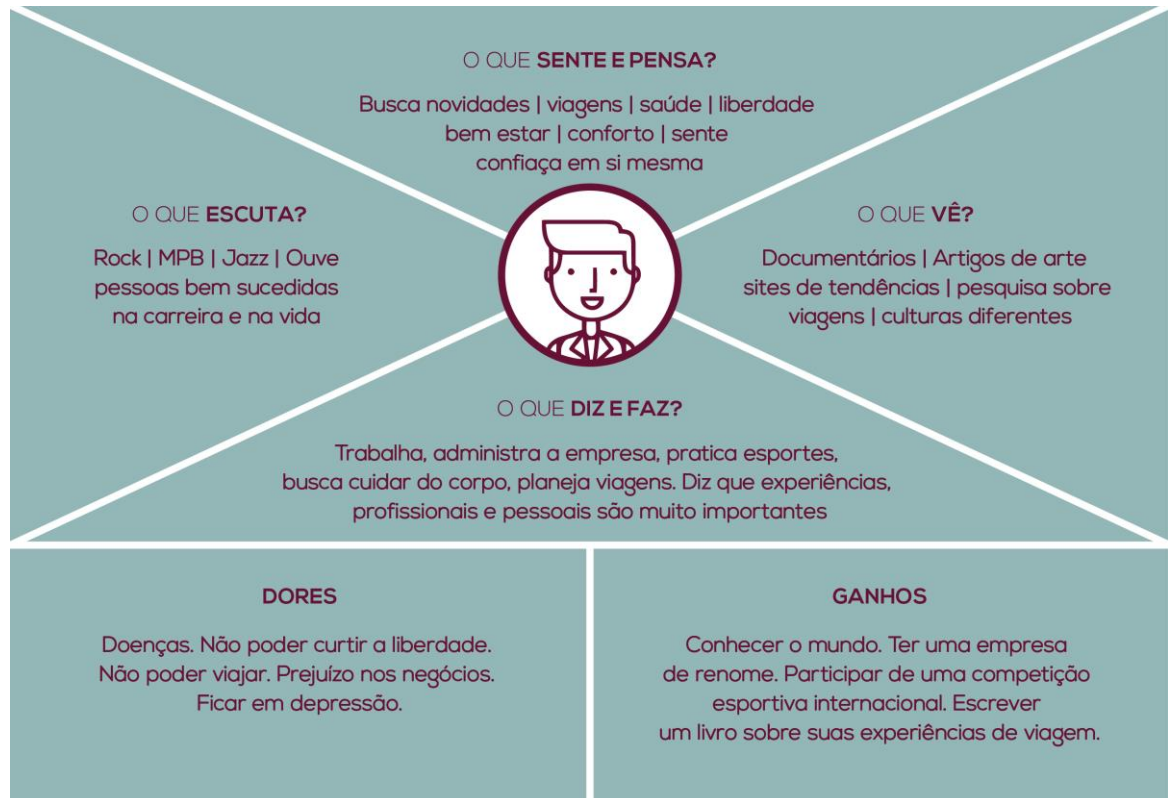 O QUE SENTE E PENSA?
Busca novidades | viagens | saúde | liberdade
bem estar | conforto | sente
confiaça em si mesma
O QUE ESCUTA?
Rock | MPB | Jazz | Ouve
pessoas bem sucedidas
na carreira e na vida
O QUE VÊ?
Documentários | Artigos de arte
sites de tendências | pesquisa sobre
viagens | culturas diferentes
O QUE DIZ E FAZ?
Trabalha, administra a empresa, pratica esportes,
busca cuidar do corpo, planeja viagens. Diz que experiências,
profissionais e pessoais são muito importantes
DORES
Doenças. Não poder curtir a liberdade.
Não poder viajar. Prejuízo nos negócios.
Ficar em depressão.
GANHOS
Conhecer o mundo. Ter uma empresa
de renome. Participar de uma competição
esportiva internacional. Escrever
um livro sobre suas experiências de viagem.